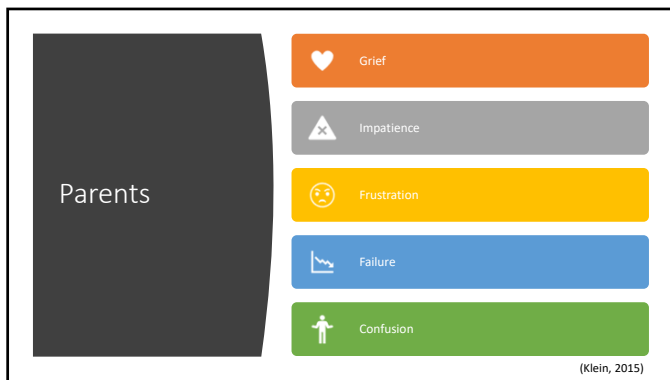 Parents
Grief
Impatience
Frustration
Failure
Confusion
(Klein, 2015)